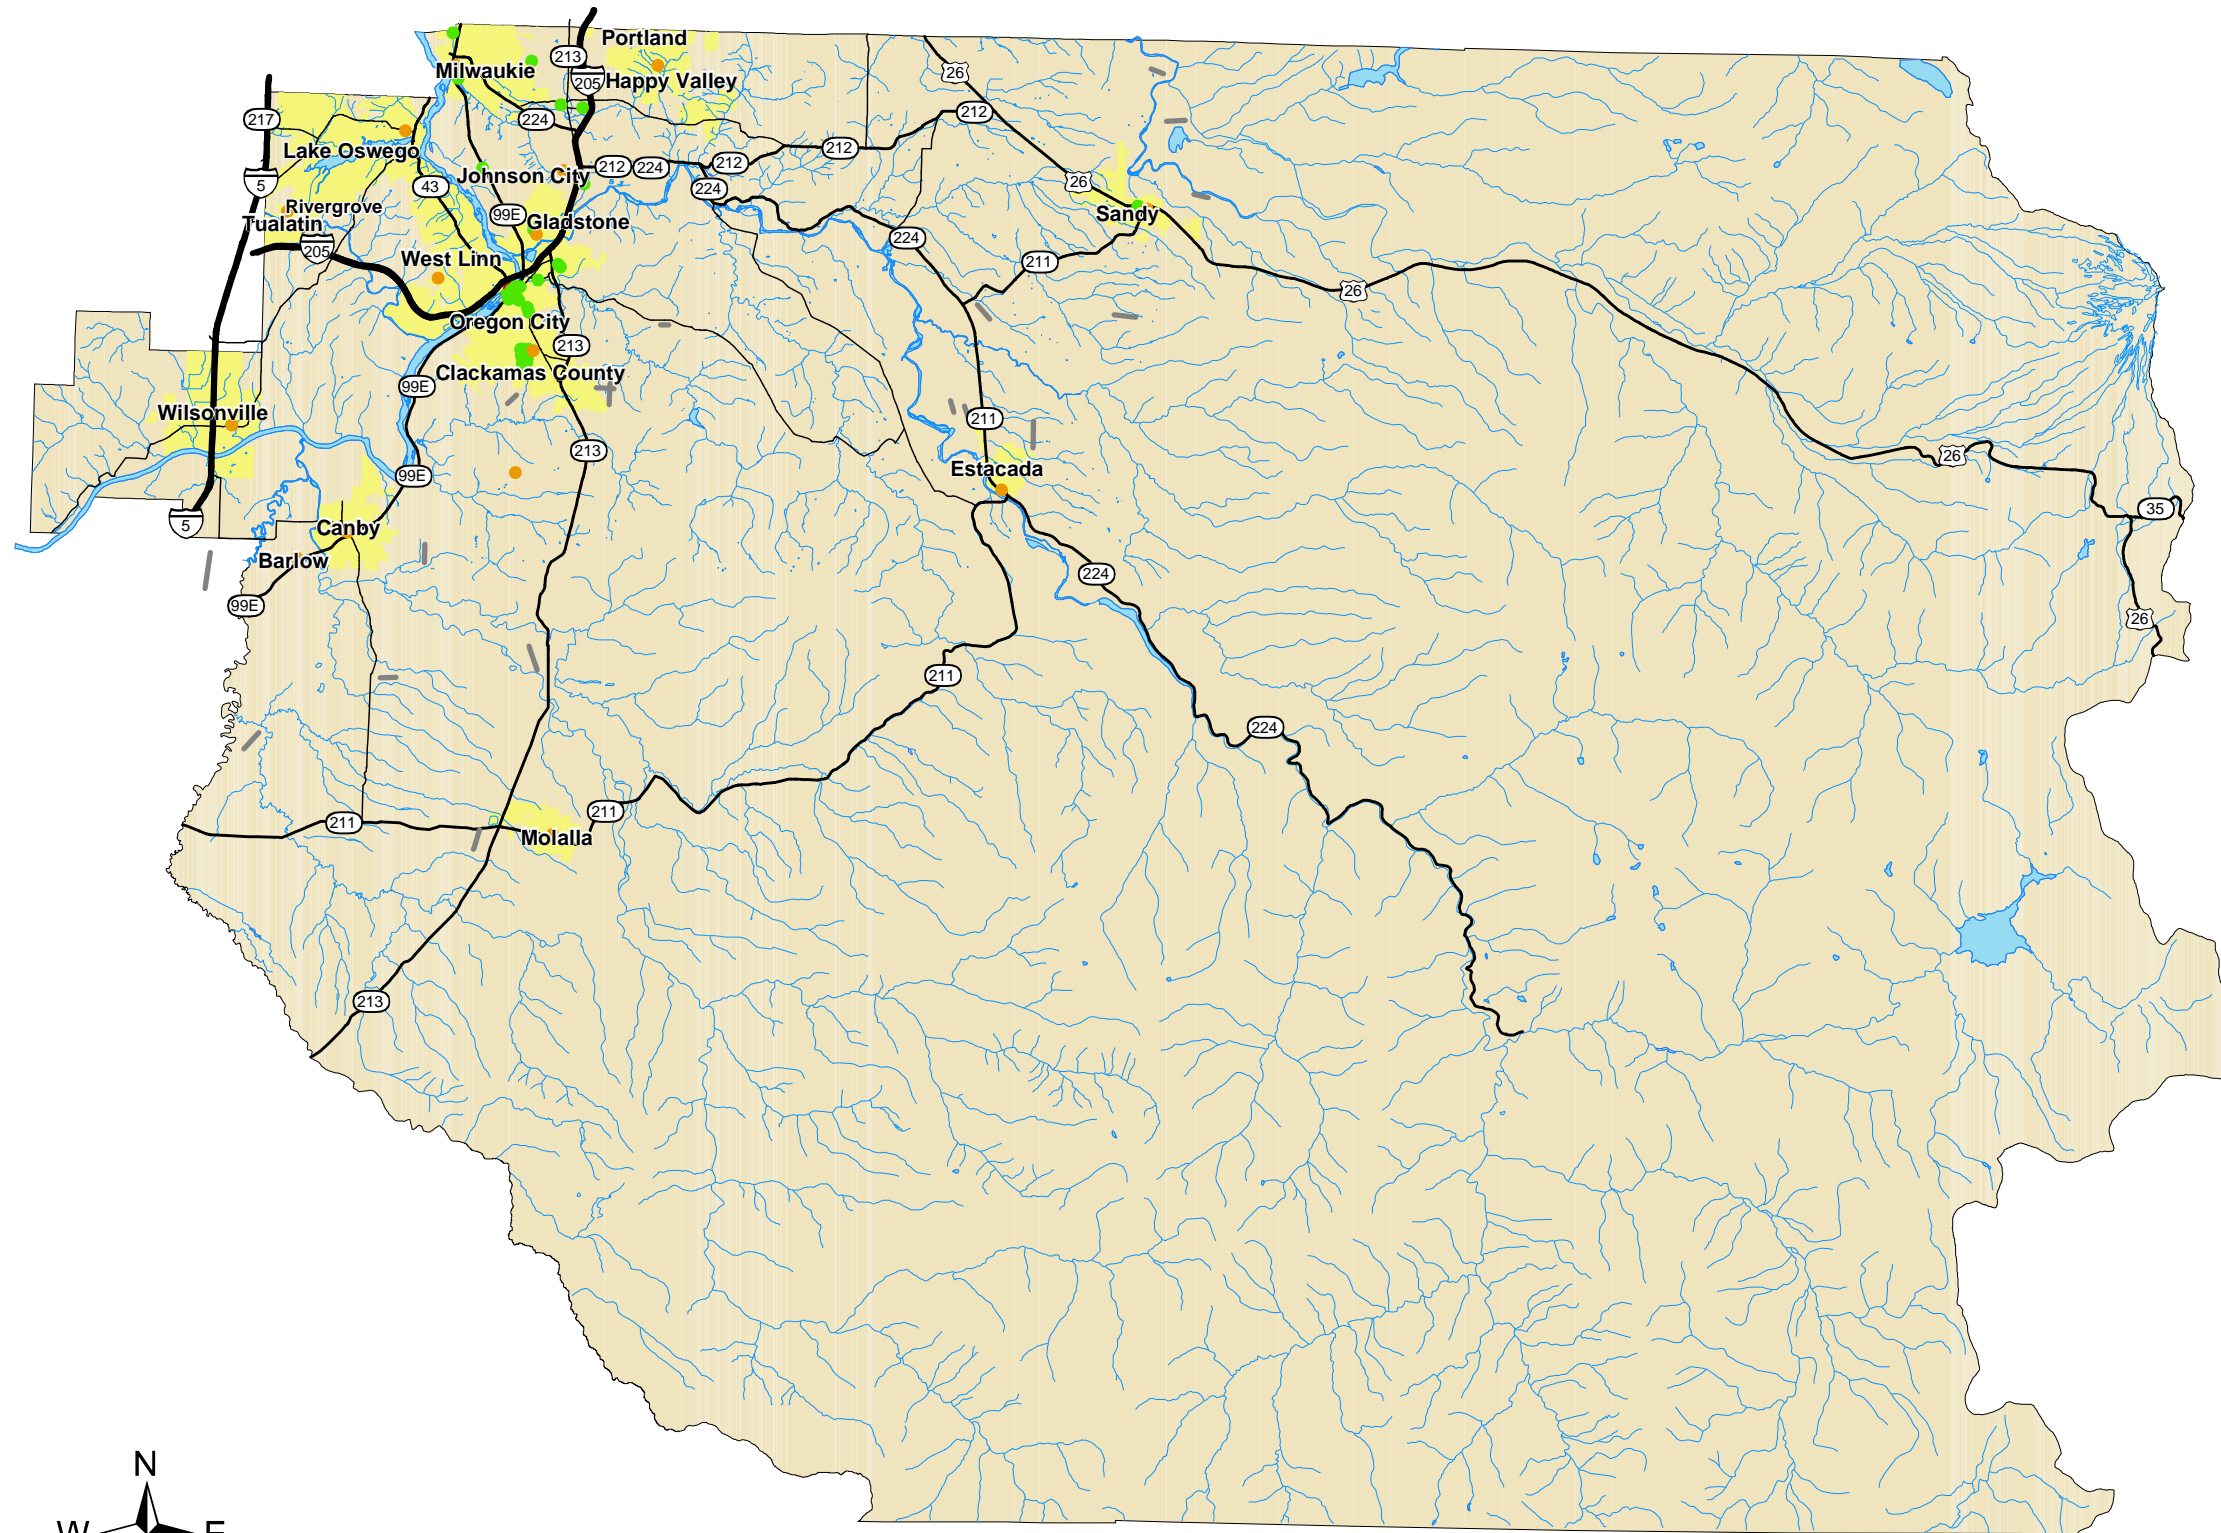 Portland
213
26
Milwaukie
205
Happy Valley
212
217
224
212
Lake Oswego
212
224
212
5
43
Johnson City
224
26
Rivergrove
99E
Gladstone
Sandy
Tualatin
205
224
West Linn
211
26
Oregon City
213
Clackamas County
99E
Wilsonville
211
213
26
Estacada
99E
35
5
Canby
Barlow
224
99E
26
211
224
211
211
Molalla
213
N
W
E